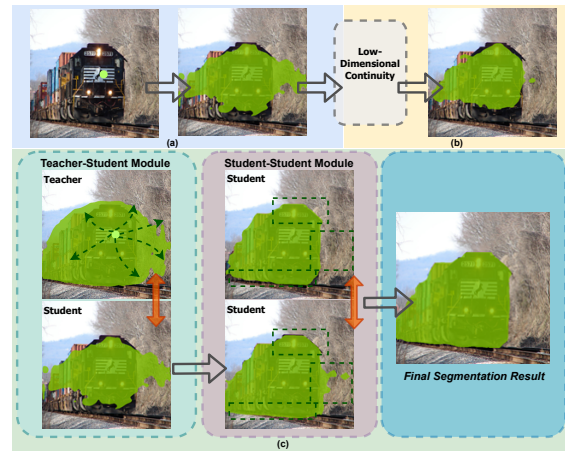 Low-
Dimensional
Continuity
(a)
(b)
Teacher-Student Module
Student-Student Module
Teacher
Student
Student
Student
Final Segmentation Result
(c)